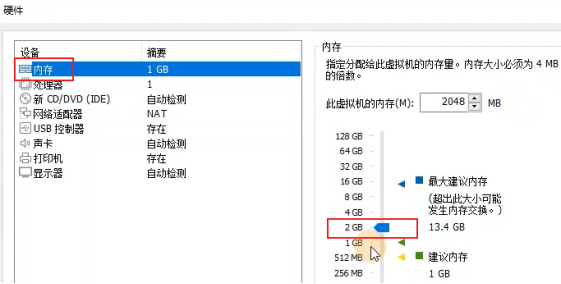 硬件
设备 摘要
内存 1 GB
处理器 1
新 CD/DVD (IDE) 自动检测
网络适配器 NAT
USB 控制器 存在
声卡 自动检测
打印机 存在
显示器 自动检测
内存
指定分配给此虚拟机的内存量。内存大小必须为 4 MB
的倍数。
此虚拟机的内存(M): 2048 MB
128 GB
64 GB
32 GB
16 GB
8 GB
4 GB
2 GB
1 GB
512 MB
256 MB
最大建议内存
(超出此大小可能
发生内存交换。)
13.4 GB
建议内存
1 GB